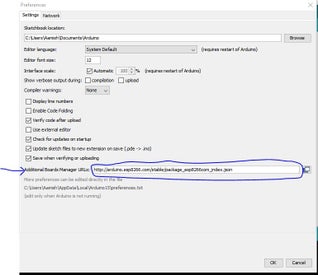 Preferences
Settings Network
Sketchbook location:
C:\Users\Aamesh\Documents\Arduino
Browse
Editor language: System Default (requires restart of Arduino)
Editor font size: 12
Interface scale: Automatic 100 % (requires restart of Arduino)
Show verbose output during: compilation upload
Compiler warnings: None
Display line numbers
Enable Code Folding
Verify code after upload
Use external editor
Check for updates on startup
Update sketch files to new extension on save (.pde -> .ino)
Save when verifying or uploading
Additional Boards Manager URLs: http://arduino.esp8266.com/stable/package_esp8266com_index.json
More preferences can be edited directly in the file
C:\Users\Aamesh\AppData\Local\Arduino15\preferences.txt
(edit only when Arduino is not running)
OK Cancel